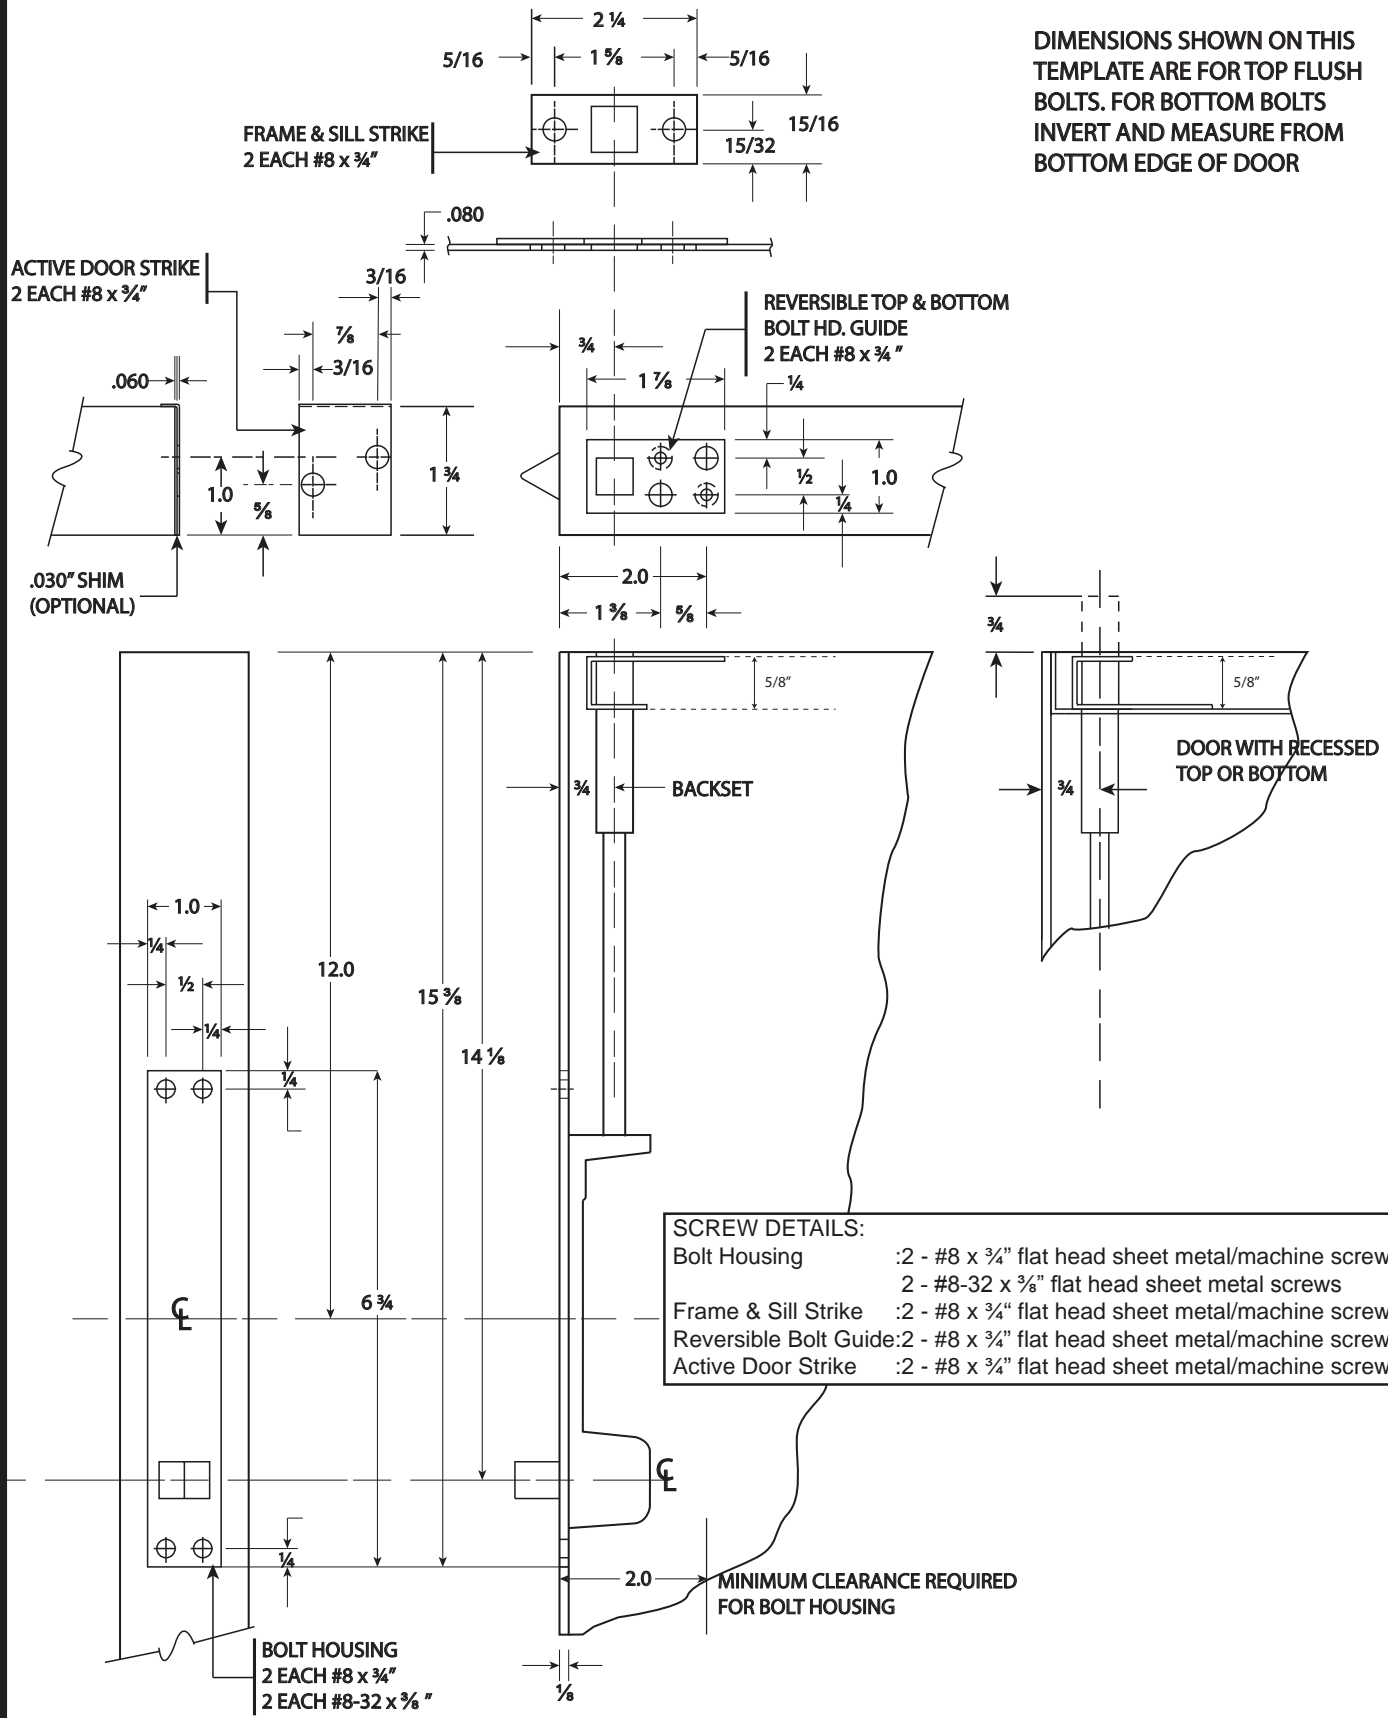 2 ¼
5/16
1 ⅝
5/16
DIMENSIONS SHOWN ON THIS
TEMPLATE ARE FOR TOP FLUSH
BOLTS. FOR BOTTOM BOLTS
INVERT AND MEASURE FROM
BOTTOM EDGE OF DOOR
FRAME & SILL STRIKE
2 EACH #8 x ¾"
15/16
15/32
.080
ACTIVE DOOR STRIKE
2 EACH #8 x ¾"
3/16
⅞
3/16
.060
REVERSIBLE TOP & BOTTOM
BOLT HD. GUIDE
2 EACH #8 x ¾ "
¾
1 ⅞
¼
1.0
⅝
1 ¾
½
1.0
¼
.030" SHIM
(OPTIONAL)
2.0
1 ⅜
⅝
¾
5/8"
5/8"
¾
BACKSET
DOOR WITH RECESSED
TOP OR BOTTOM
¾
1.0
¼
½
¼
12.0
15 ⅜
14 ⅛
¼
6 ¾
℄
SCREW DETAILS:
Bolt Housing :2 - #8 x ¾” flat head sheet metal/machine screw
2 - #8-32 x ⅜” flat head sheet metal screws
Frame & Sill Strike :2 - #8 x ¾“ flat head sheet metal/machine screw
Reversible Bolt Guide:2 - #8 x ¾” flat head sheet metal/machine screw
Active Door Strike :2 - #8 x ¾” flat head sheet metal/machine screw
℄
¼
2.0
MINIMUM CLEARANCE REQUIRED
FOR BOLT HOUSING
BOLT HOUSING
2 EACH #8 x ¾"
2 EACH #8-32 x ⅜ "
⅛